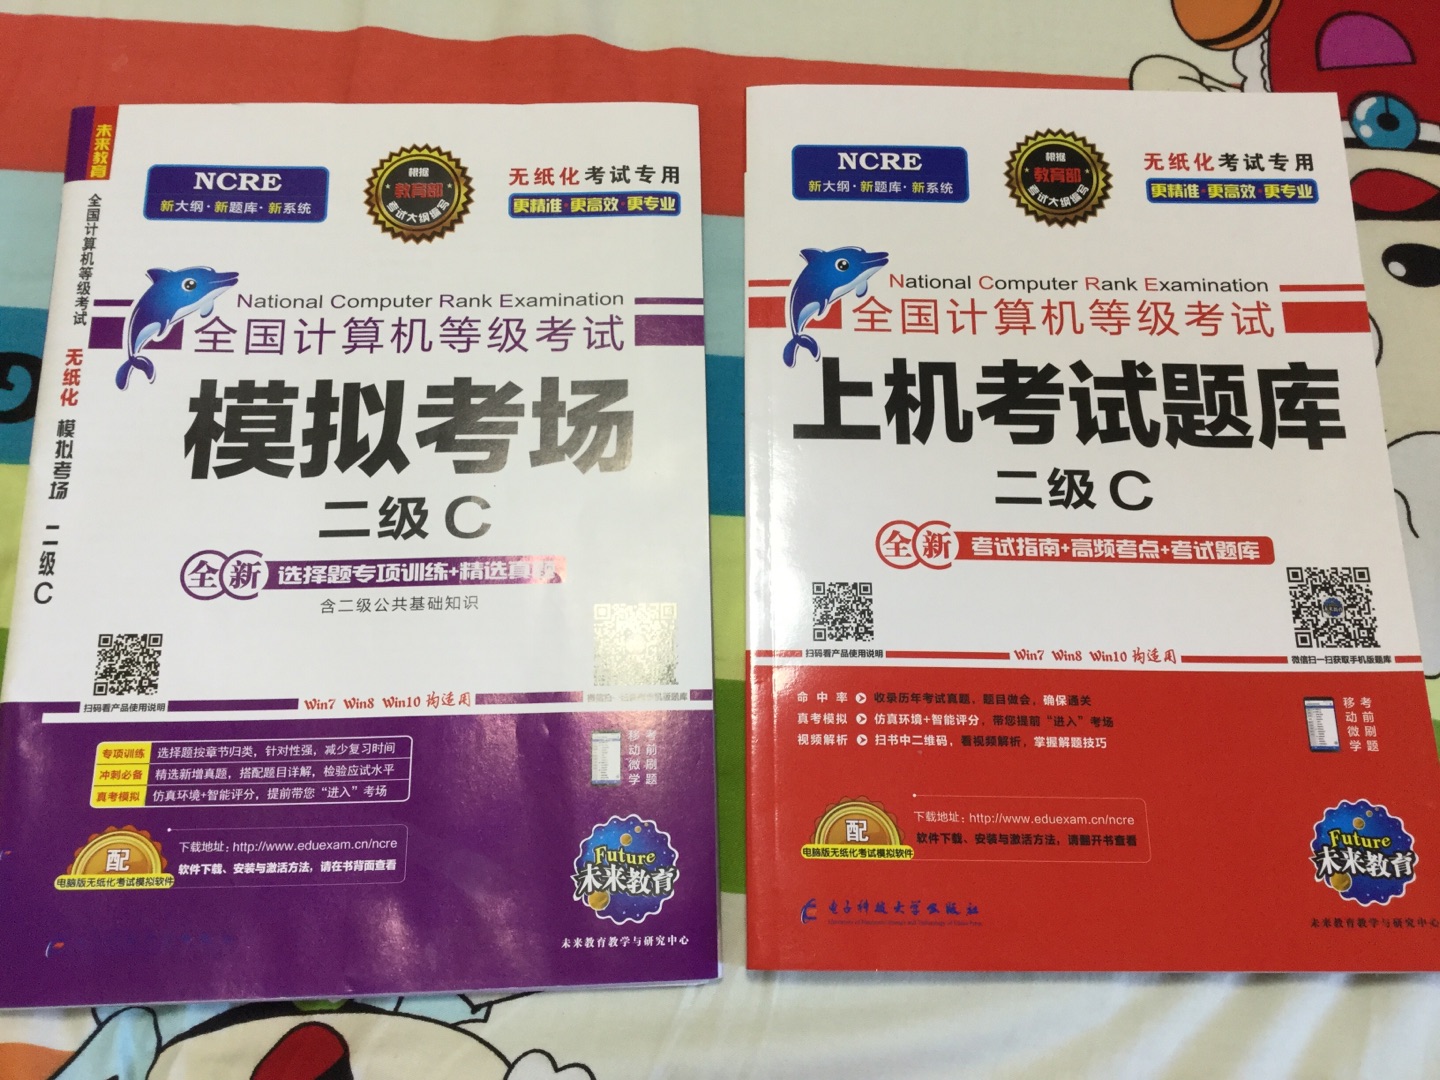 未来教育
全国计算机等级考试
无纸化
模拟考场
二级C
NCRE
新大纲·新题库·新系统
根据
教育部
考试大纲编写
无纸化考试专用
更精准·更高效·更专业
National Computer Rank Examination
全国计算机等级考试
模拟考场
二级 C
全新 选择题专项训练+精选真题
含二级公共基础知识
扫码看产品使用说明
Win7 Win8 Win10 均适用
专项训练 选择题按章节归类，针对性强，减少复习时间
冲刺必备 精选新增真题，搭配题目详解，检验应试水平
真考模拟 仿真环境+智能评分，提前带您“进入”考场
考前刷题
移动微学
配
电脑版无纸化考试模拟软件
下载地址：http://www.eduexam.cn/ncre
软件下载、安装与激活方法，请在书背面查看
Future
未来教育
未来教育教学与研究中心
NCRE
新大纲·新题库·新系统
根据
教育部
考试大纲编写
无纸化考试专用
更精准·更高效·更专业
National Computer Rank Examination
全国计算机等级考试
上机考试题库
二级 C
全新 考试指南+高频考点+考试题库
扫码看产品使用说明
Win7 Win8 Win10 均适用
微信扫一扫获取手机版题库
命中率 收录历年考试真题，题目做会，确保通关
真考模拟 仿真环境+智能评分，带您提前“进入”考场
视频解析 扫书中二维码，看视频解析，掌握解题技巧
考前刷题
移动微学
配
电脑版无纸化考试模拟软件
下载地址：http://www.eduexam.cn/ncre
软件下载、安装与激活方法，请翻开书查看
电子科技大学出版社
Future
未来教育
未来教育教学与研究中心